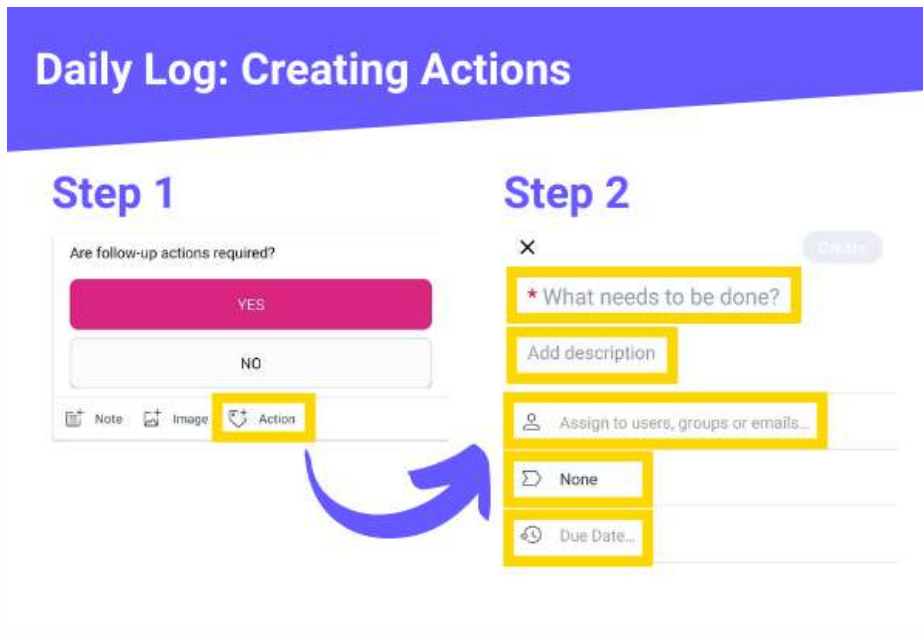 Daily Log: Creating Actions
Step 1
Are follow-up actions required?
YES
NO
Note Image Action
Step 2
Create
* What needs to be done?
Add description
Assign to users, groups or emails...
None
Due Date...